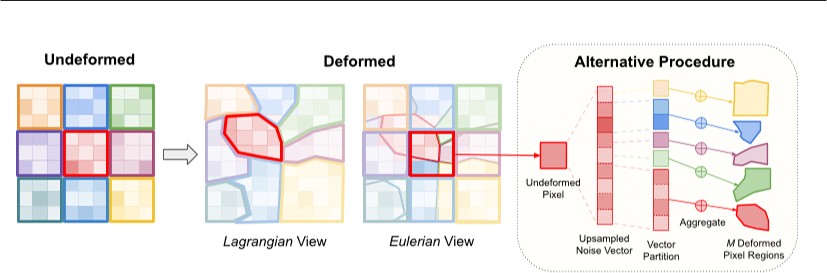 Undeformed
Deformed
Alternative Procedure
Undeformed
Pixel
Upsampled
Noise Vector
Vector
Partition
Aggregate
M Deformed
Pixel Regions
Lagrangian View
Eulerian View